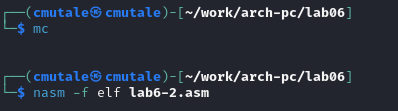 ┌──(cmutale㉿cmutale)-[~/work/arch-pc/lab06]
└─$ mc
┌──(cmutale㉿cmutale)-[~/work/arch-pc/lab06]
└─$ nasm -f elf lab6-2.asm